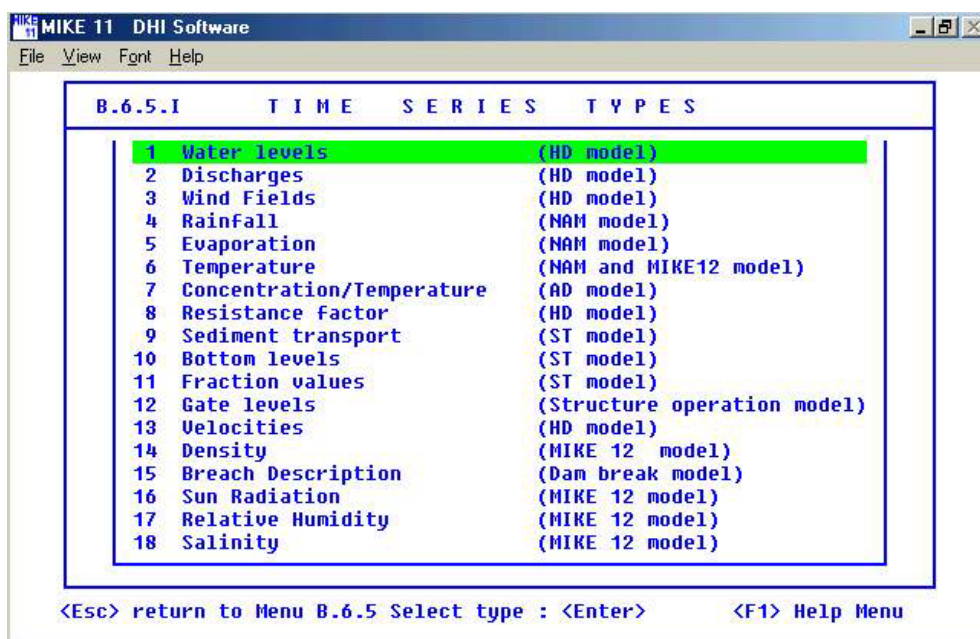 MIKE 11 MIKE 11 DHI Software
File View Font Help
B.6.5.I T I M E S E R I E S T Y P E S
1 Water levels (HD model)
2 Discharges (HD model)
3 Wind Fields (HD model)
4 Rainfall (NAM model)
5 Evaporation (NAM model)
6 Temperature (NAM and MIKE12 model)
7 Concentration/Temperature (AD model)
8 Resistance factor (HD model)
9 Sediment transport (ST model)
10 Bottom levels (ST model)
11 Fraction values (ST model)
12 Gate levels (Structure operation model)
13 Velocities (HD model)
14 Density (MIKE 12 model)
15 Breach Description (Dam break model)
16 Sun Radiation (MIKE 12 model)
17 Relative Humidity (MIKE 12 model)
18 Salinity (MIKE 12 model)
<Esc> return to Menu B.6.5 Select type : <Enter> <F1> Help Menu